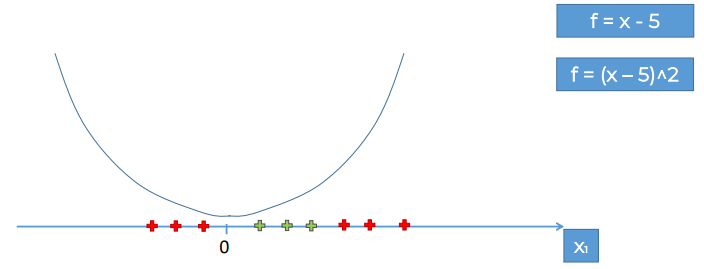 f = x - 5
f = (x – 5)^2
0
x₁